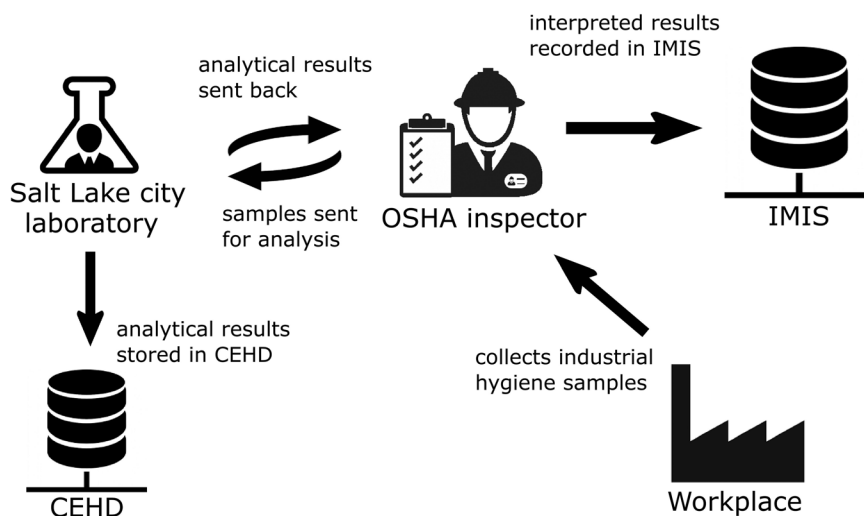 interpreted results
recorded in IMIS
analytical results
sent back
Salt Lake city
laboratory
samples sent
for analysis
OSHA inspector
IMIS
analytical results
stored in CEHD
collects industrial
hygiene samples
CEHD
Workplace